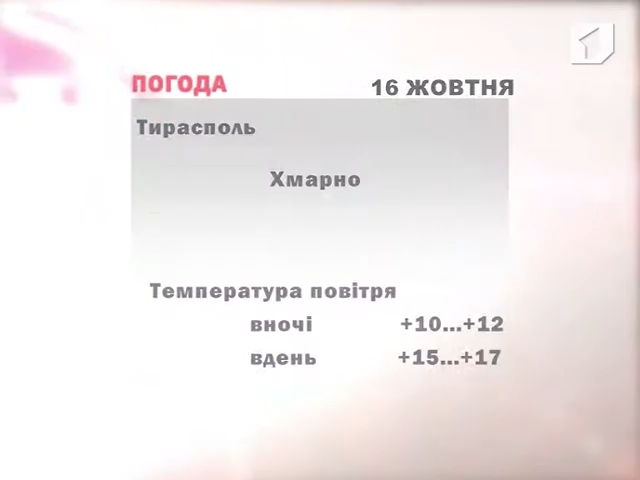 ПОГОДА 16 ЖОВТНЯ
Тирасполь
Хмарно
Температура повітря
вночі +10...+12
вдень +15...+17